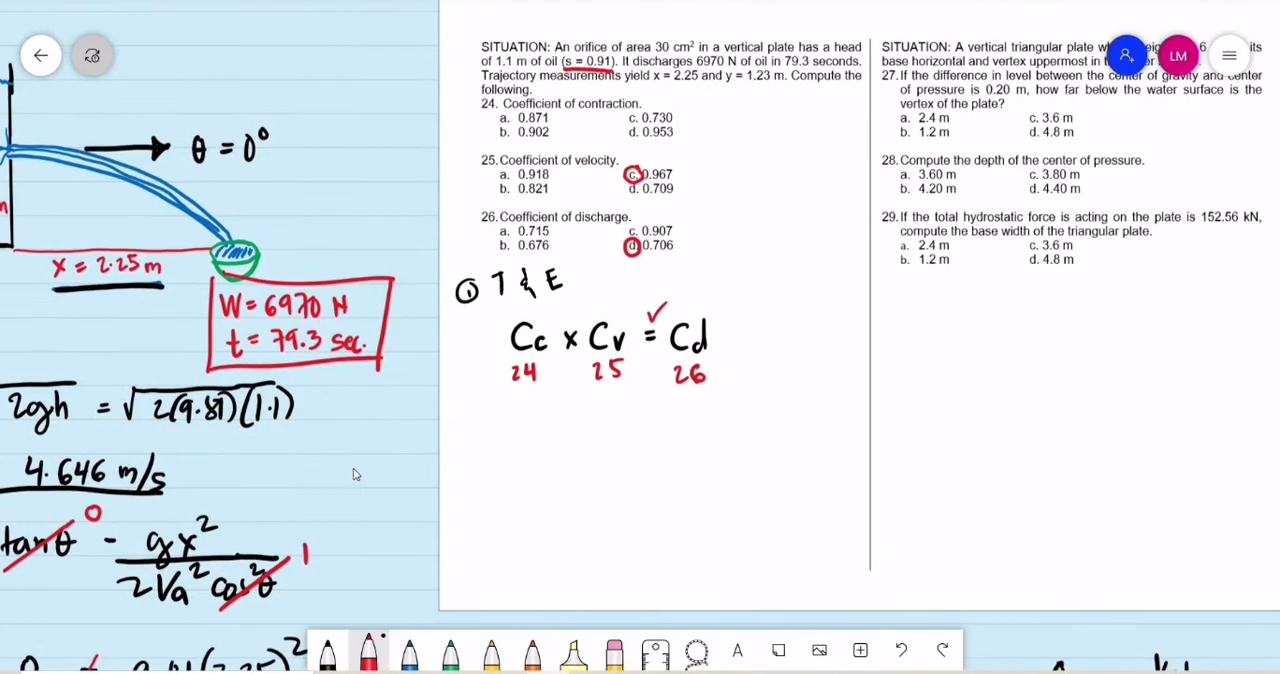 θ = 0°
x = 2.25 m
W = 6970 N
t = 79.3 sec.
2gh = √2(9.81)(1.1)
4.646 m/s
tanθ 0 - gx² / 2Va² cos²θ 1
SITUATION: An orifice of area 30 cm² in a vertical plate has a head
of 1.1 m of oil (s = 0.91). It discharges 6970 N of oil in 79.3 seconds.
Trajectory measurements yield x = 2.25 and y = 1.23 m. Compute the
following.
24. Coefficient of contraction.
a. 0.871 c. 0.730
b. 0.902 d. 0.953
25. Coefficient of velocity.
a. 0.918 c. 0.967
b. 0.821 d. 0.709
26. Coefficient of discharge.
a. 0.715 c. 0.907
b. 0.676 d. 0.706
① T & E
Cc x Cv = Cd
24 25 26
SITUATION: A vertical triangular plate its
base horizontal and vertex uppermost in
27. If the difference in level between the center of gravity and center
of pressure is 0.20 m, how far below the water surface is the
vertex of the plate?
a. 2.4 m c. 3.6 m
b. 1.2 m d. 4.8 m
28. Compute the depth of the center of pressure.
a. 3.60 m c. 3.80 m
b. 4.20 m d. 4.40 m
29. If the total hydrostatic force is acting on the plate is 152.56 kN,
compute the base width of the triangular plate.
a. 2.4 m c. 3.6 m
b. 1.2 m d. 4.8 m
LM
A